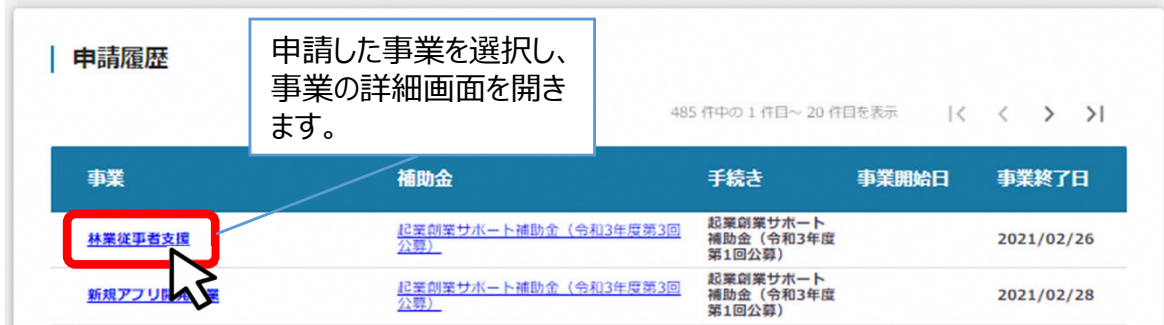 申請履歴
申請した事業を選択し、
事業の詳細画面を開き
ます。
485 件中の 1 件目～ 20 件目を表示
事業 補助金 手続き 事業開始日 事業終了日
林業従事者支援
起業創業サポート補助金（令和3年度第3回
公募）
起業創業サポート
補助金（令和3年度
第1回公募）
2021/02/26
新規アプリ開発
業
起業創業サポート補助金（令和3年度第3回
公募）
起業創業サポート
補助金（令和3年度
第1回公募）
2021/02/28